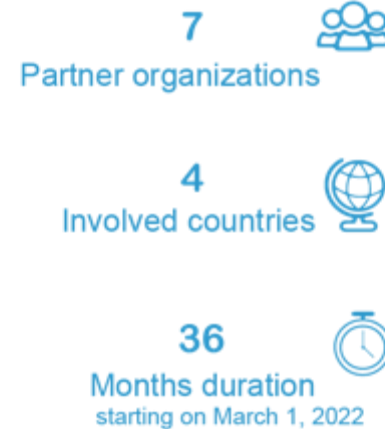 7
Partner organizations
4
Involved countries
36
Months duration
starting on March 1, 2022